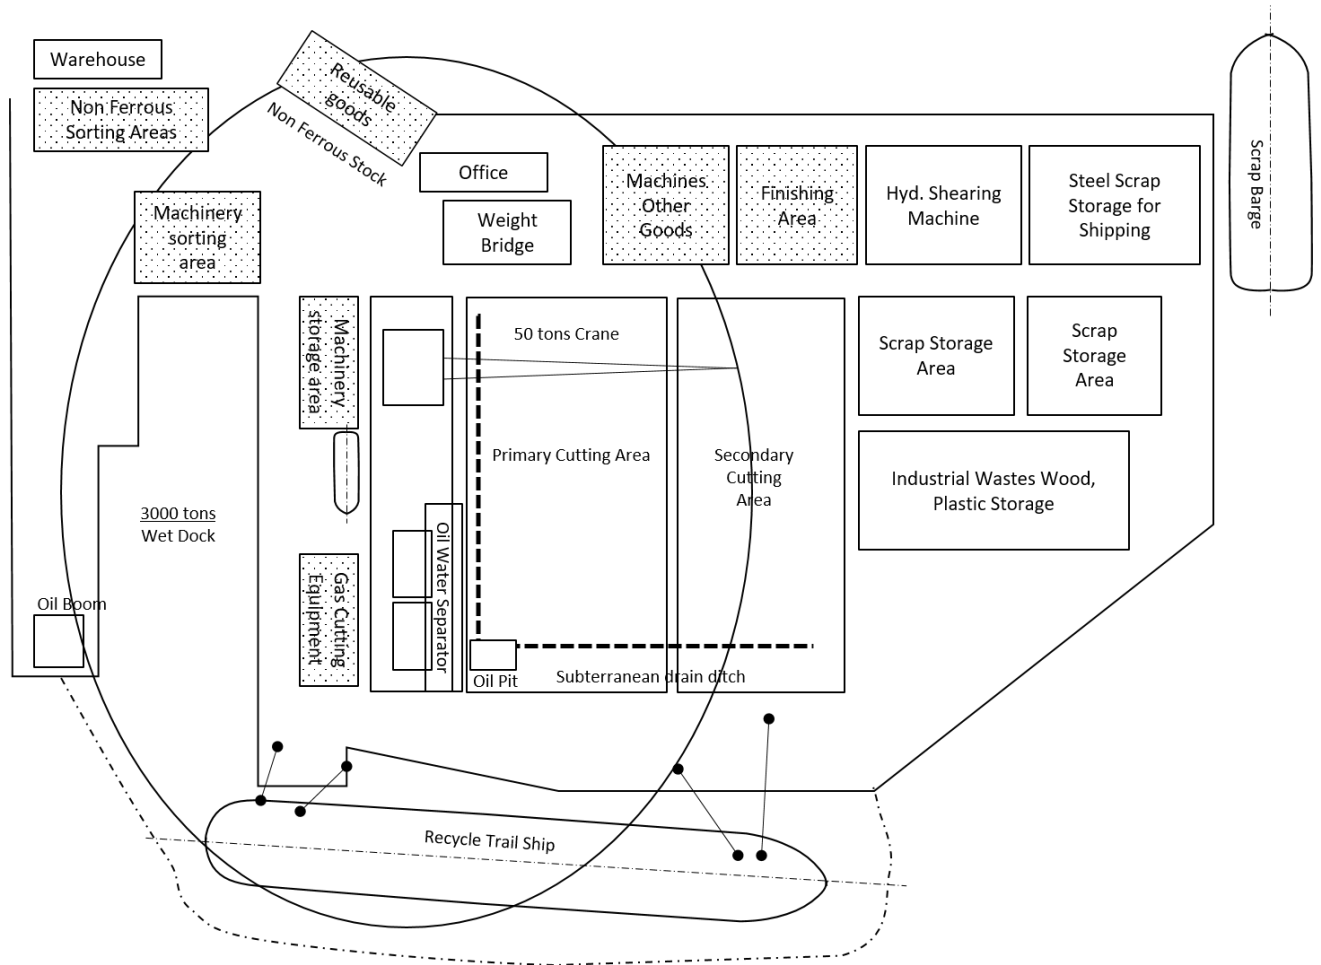 Warehouse
Non Ferrous
Sorting Areas
Reusable
goods
Non Ferrous Stock
Office
Weight
Bridge
Machinery
sorting
area
Machines
Other
Goods
Finishing
Area
Hyd. Shearing
Machine
Steel Scrap
Storage for
Shipping
Scrap Barge
Machinery
storage area
50 tons Crane
Scrap Storage
Area
Scrap
Storage
Area
Primary Cutting Area
Secondary
Cutting
Area
Industrial Wastes Wood,
Plastic Storage
3000 tons
Wet Dock
Oil Water Separator
Gas Cutting
Equipment
Oil Boom
Oil Pit
Subterranean drain ditch
Recycle Trail Ship